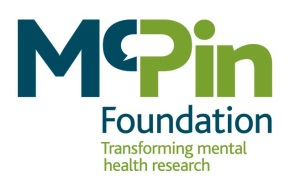 McPin
Foundation
Transforming mental
health research